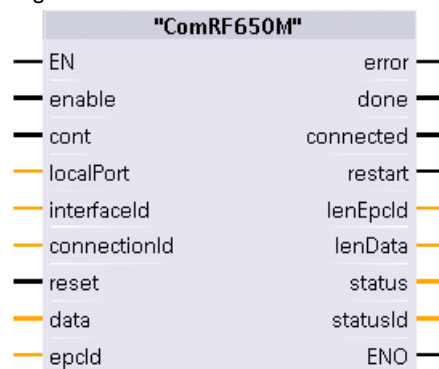 "ComRF650M"
EN error
enable done
cont connected
localPort restart
interfaceId lenEpcId
connectionId lenData
reset status
data statusId
epcId ENO